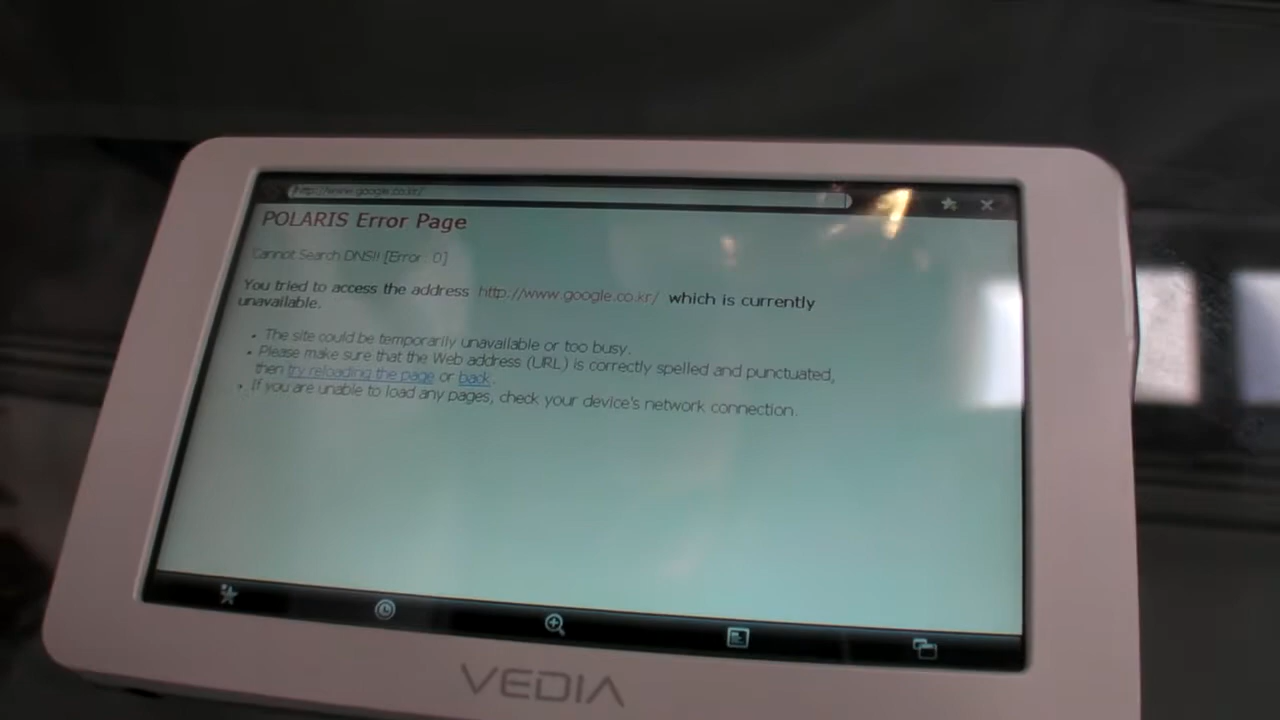 http://www.google.co.kr/
POLARIS Error Page
Cannot Search DNS!! [Error : 0]
You tried to access the address http://www.google.co.kr/ which is currently
unavailable.
• The site could be temporarily unavailable or too busy.
• Please make sure that the Web address (URL) is correctly spelled and punctuated,
then try reloading the page or back.
• If you are unable to load any pages, check your device's network connection.
VEDIA